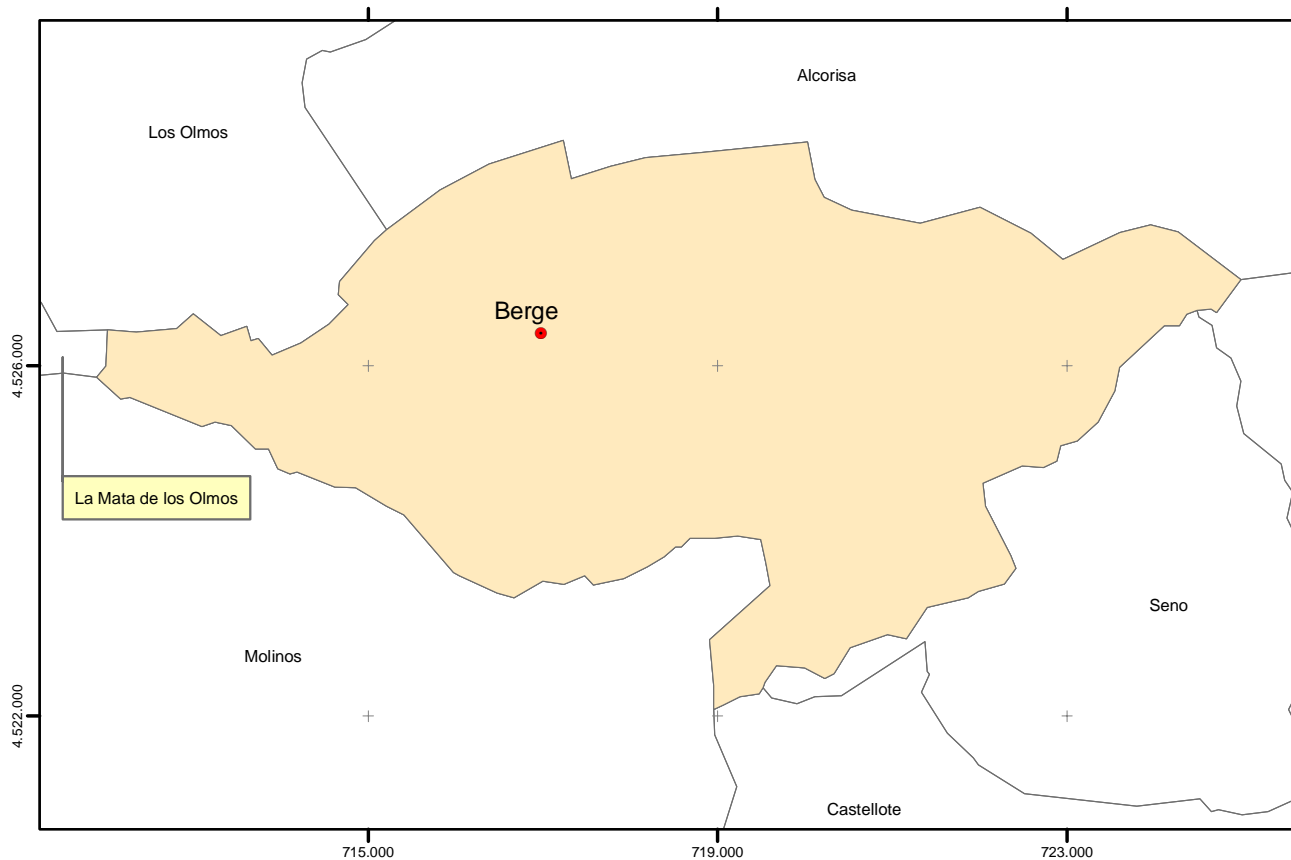 Alcorisa
Los Olmos
Berge
4.526.000
La Mata de los Olmos
Seno
Molinos
4.522.000
Castellote
715.000
719.000
723.000